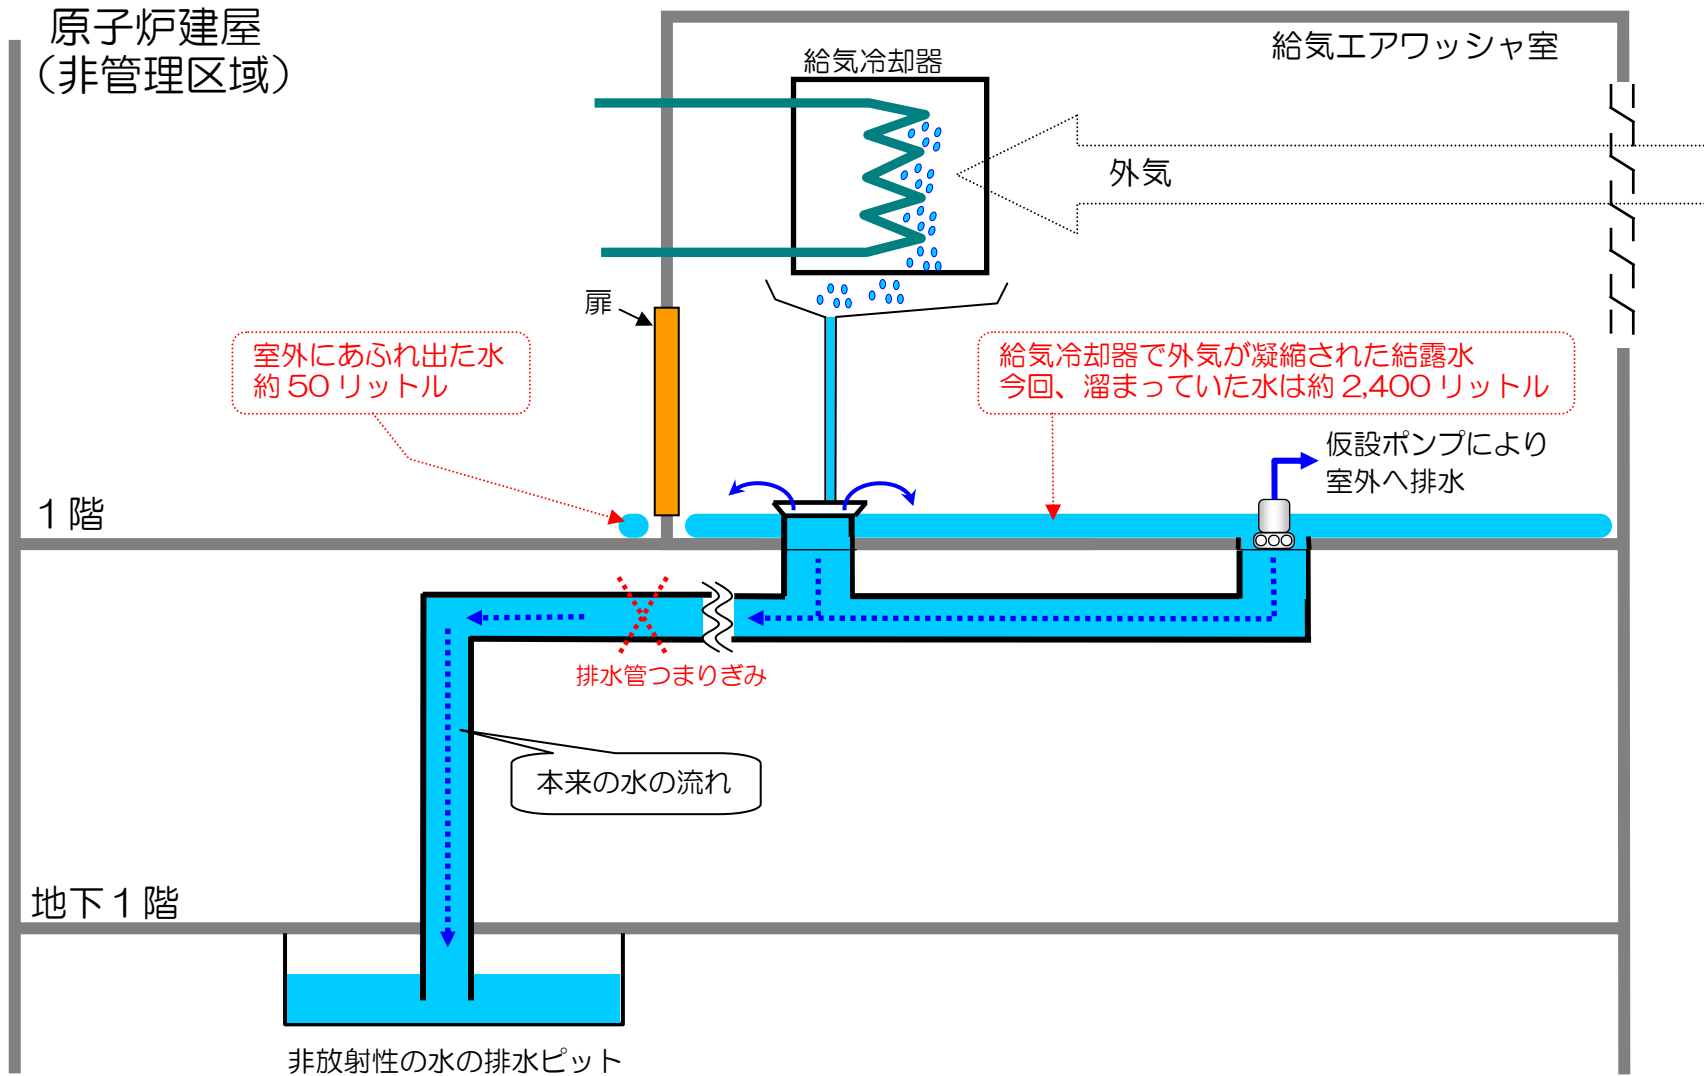 原子炉建屋
（非管理区域）
給気エアワッシャ室
給気冷却器
外気
扉
室外にあふれ出た水
約 50 リットル
給気冷却器で外気が凝縮された結露水
今回、溜まっていた水は約 2,400 リットル
仮設ポンプにより
室外へ排水
１階
排水管つまりぎみ
本来の水の流れ
地下１階
非放射性の水の排水ピット